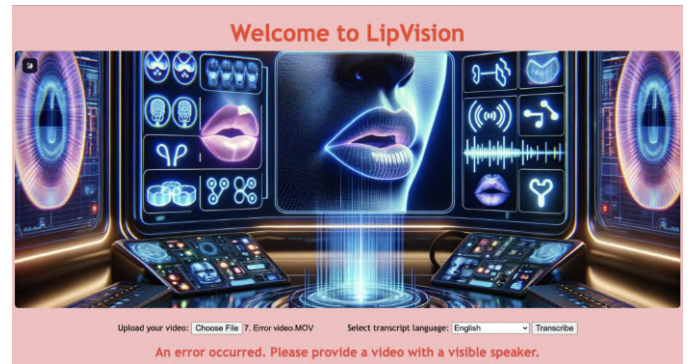 Welcome to LipVision
Upload your video: Choose File 7. Error video.MOV Select transcript language: English Transcribe
An error occurred. Please provide a video with a visible speaker.